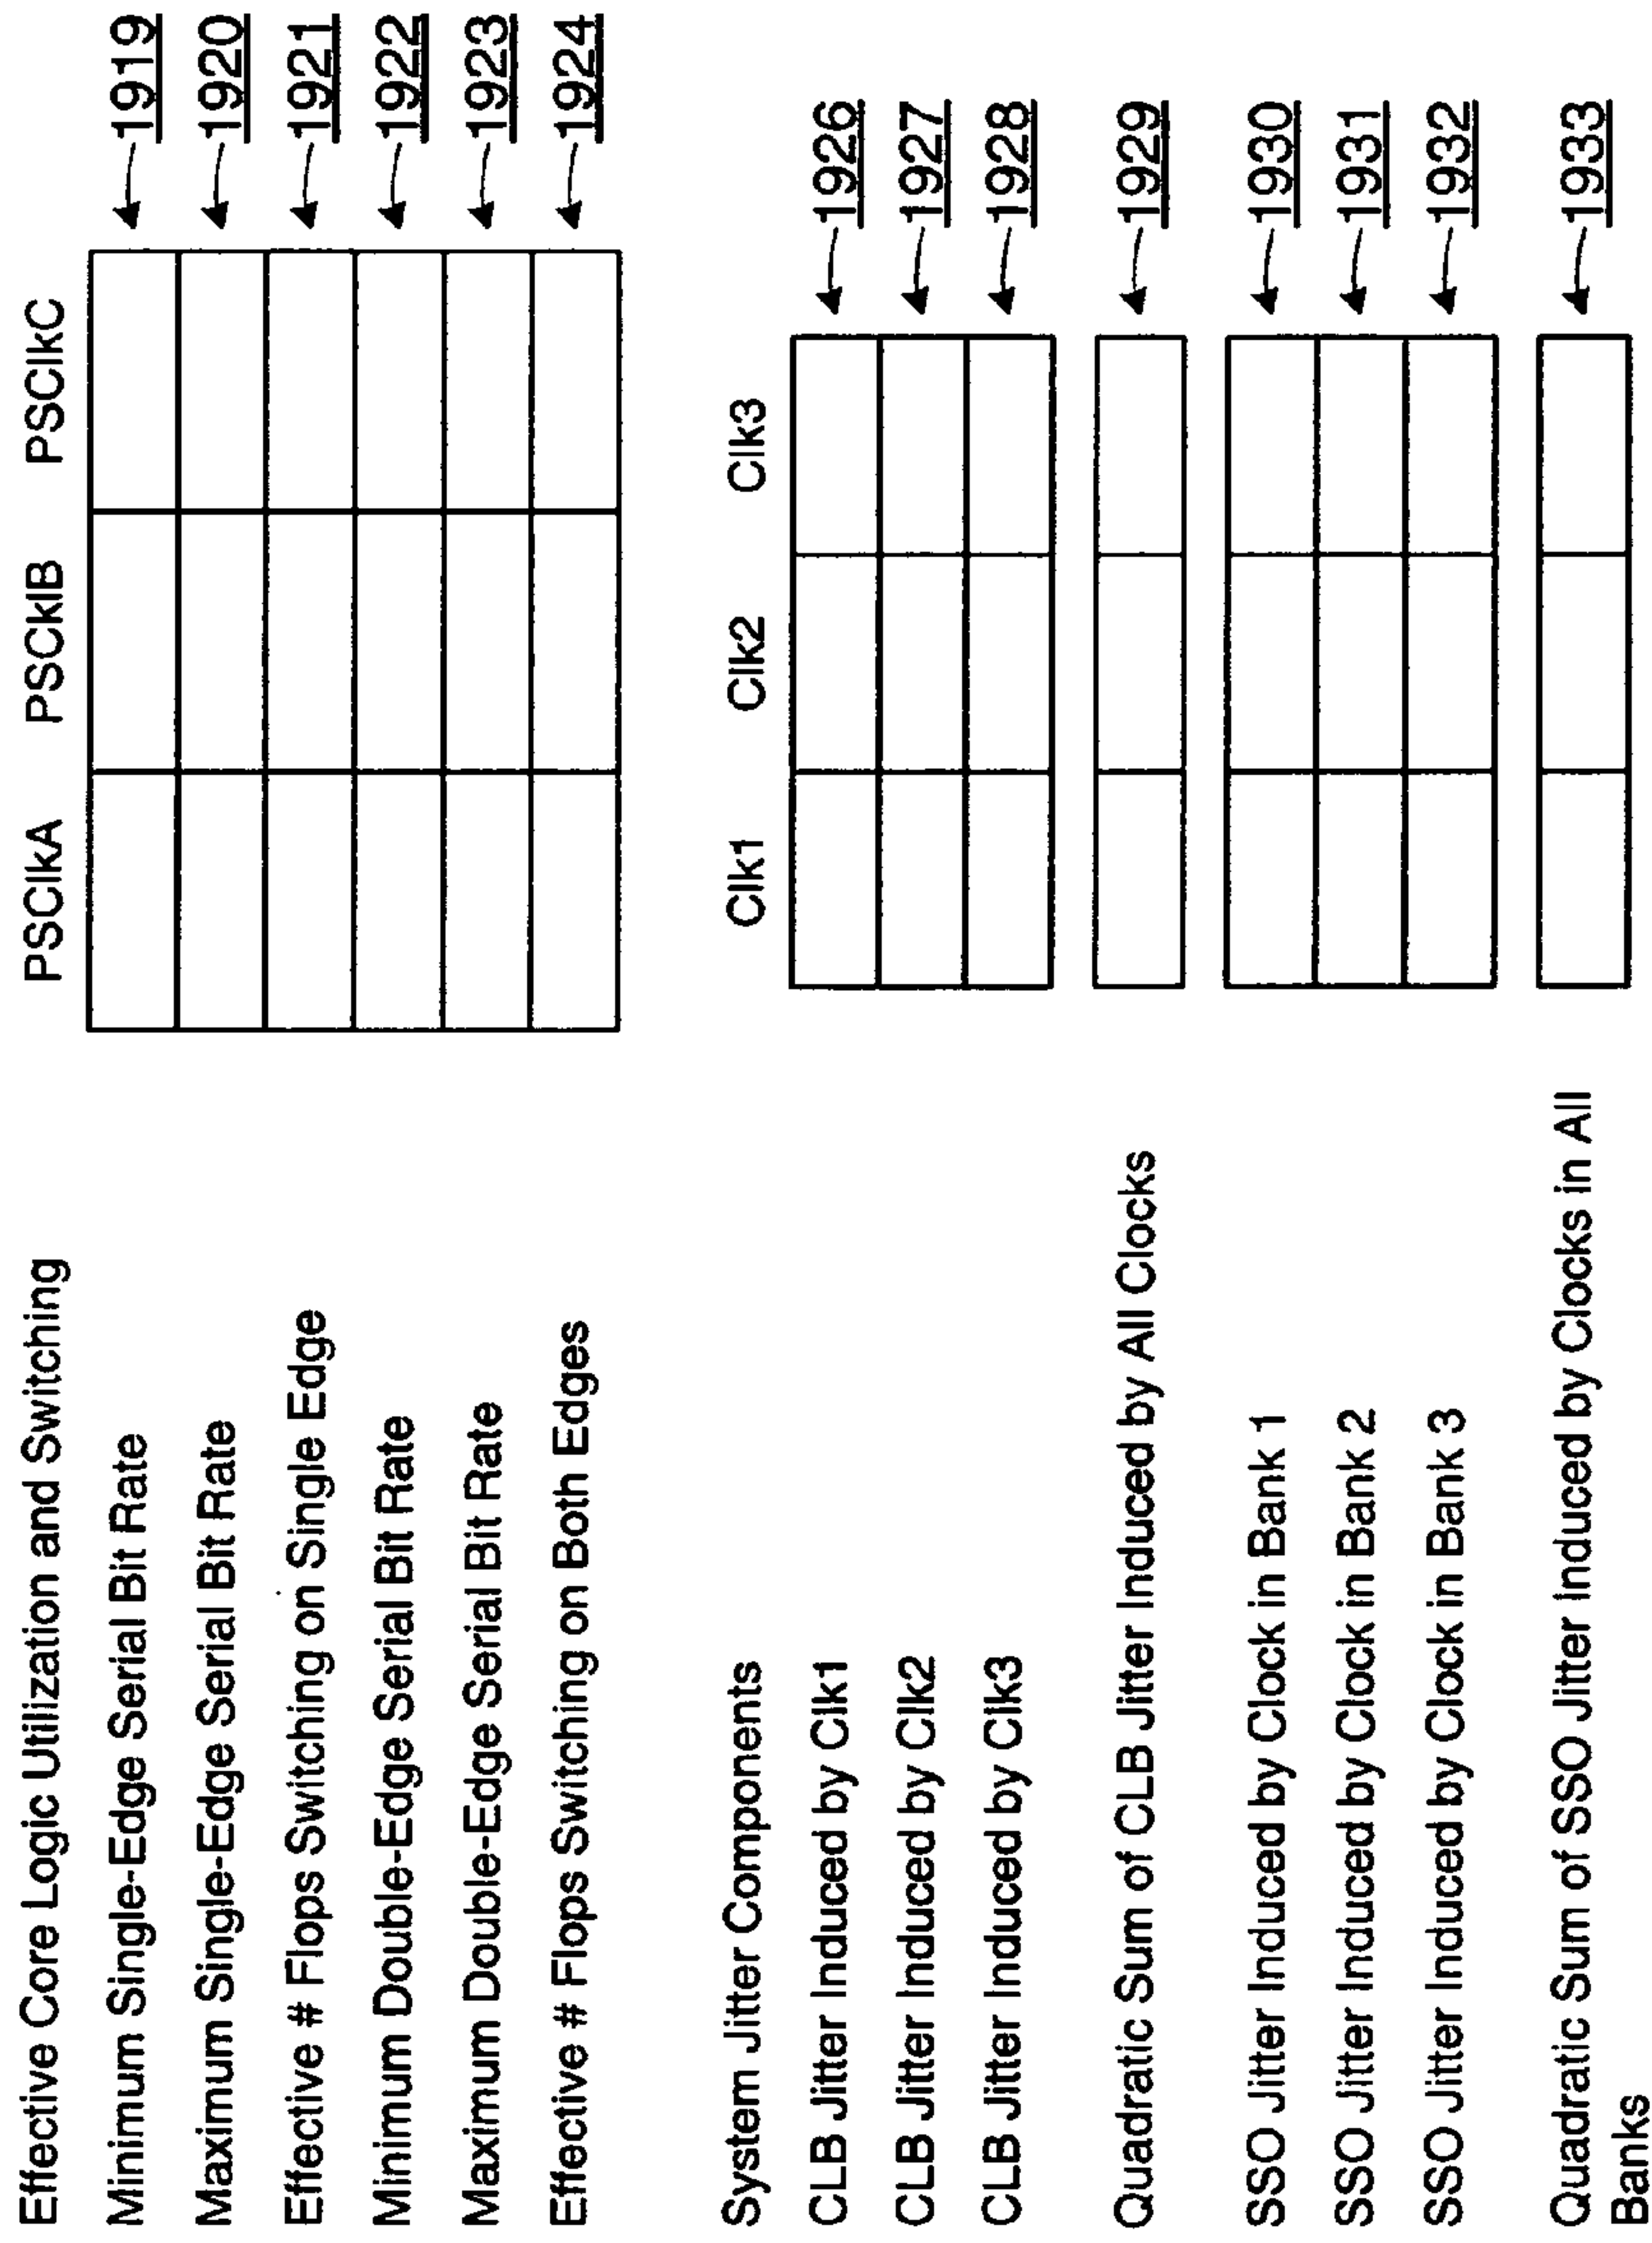 Effective Core Logic Utilization and Switching PSClkA PSCklB PSClkC
Minimum Single-Edge Serial Bit Rate 1919
Maximum Single-Edge Serial Bit Rate 1920
Effective # Flops Switching on Single Edge 1921
Minimum Double-Edge Serial Bit Rate 1922
Maximum Double-Edge Serial Bit Rate 1923
Effective # Flops Switching on Both Edges 1924
System Jitter Components Clk1 Clk2 Clk3
CLB Jitter Induced by Clk1 1926
CLB Jitter Induced by Clk2 1927
CLB Jitter Induced by Clk3 1928
Quadratic Sum of CLB Jitter Induced by All Clocks 1929
SSO Jitter Induced by Clock in Bank 1 1930
SSO Jitter Induced by Clock in Bank 2 1931
SSO Jitter Induced by Clock in Bank 3 1932
Quadratic Sum of SSO Jitter Induced by Clocks in All 1933
Banks